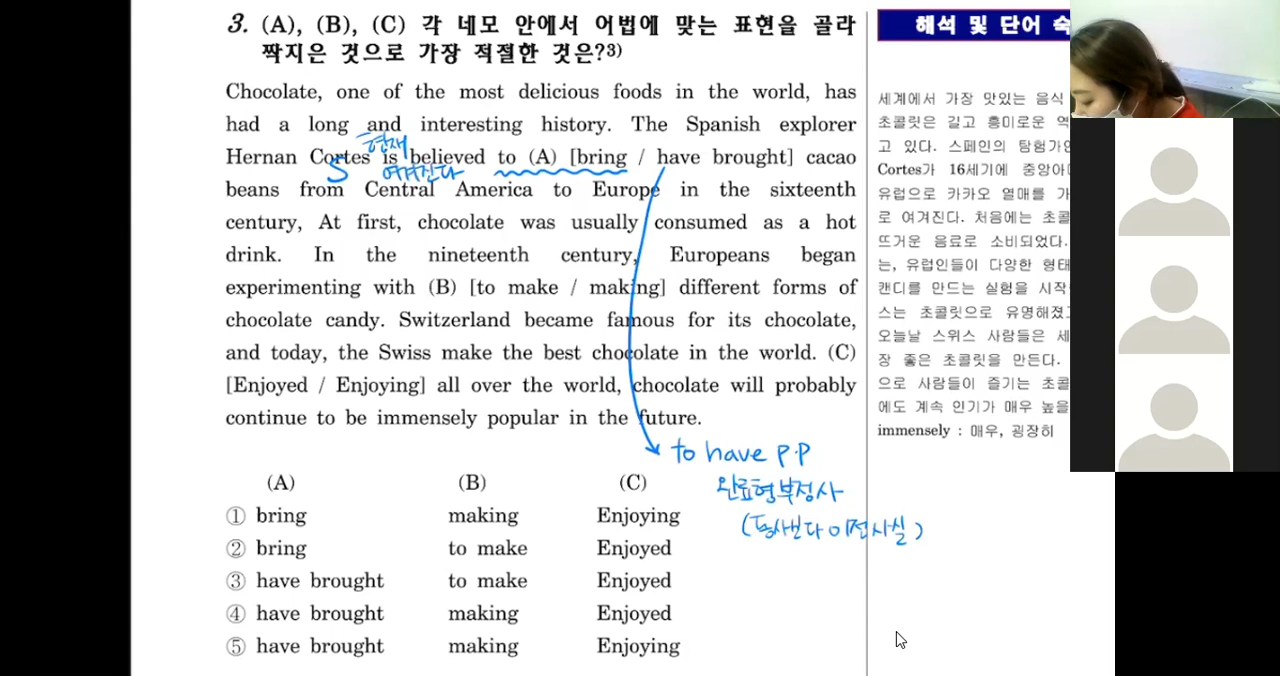 3. (A), (B), (C) 각 네모 안에서 어법에 맞는 표현을 골라
짝지은 것으로 가장 적절한 것은?3)
Chocolate, one of the most delicious foods in the world, has
had a long and interesting history. The Spanish explorer
현재
Hernan Cortes is believed to (A) [bring / have brought] cacao
S 여겨진다
beans from Central America to Europe in the sixteenth
century, At first, chocolate was usually consumed as a hot
drink. In the nineteenth century, Europeans began
experimenting with (B) [to make / making] different forms of
chocolate candy. Switzerland became famous for its chocolate,
and today, the Swiss make the best chocolate in the world. (C)
[Enjoyed / Enjoying] all over the world, chocolate will probably
continue to be immensely popular in the future.
to have p.p
완료형부정사
(동사보다 이전사실)
(A) (B) (C)
① bring making Enjoying
② bring to make Enjoyed
③ have brought to make Enjoyed
④ have brought making Enjoyed
⑤ have brought making Enjoying
해석 및 단어
세계에서 가장 맛있는 음식
초콜릿은 길고 흥미로운
고 있다. 스페인의 탐험가인
Cortes가 16세기에
유럽으로 카카오 열매를
로 여겨진다. 처음에는
뜨거운 음료로 소비되었다.
는, 유럽인들이 다양한 형태
캔디를 만드는 실험을
스는 초콜릿으로 유명해졌고
오늘날 스위스 사람들은 세
장 좋은 초콜릿을 만든다.
으로 사람들이 즐기는
에도 계속 인기가 매우 높을
immensely : 매우, 굉장히